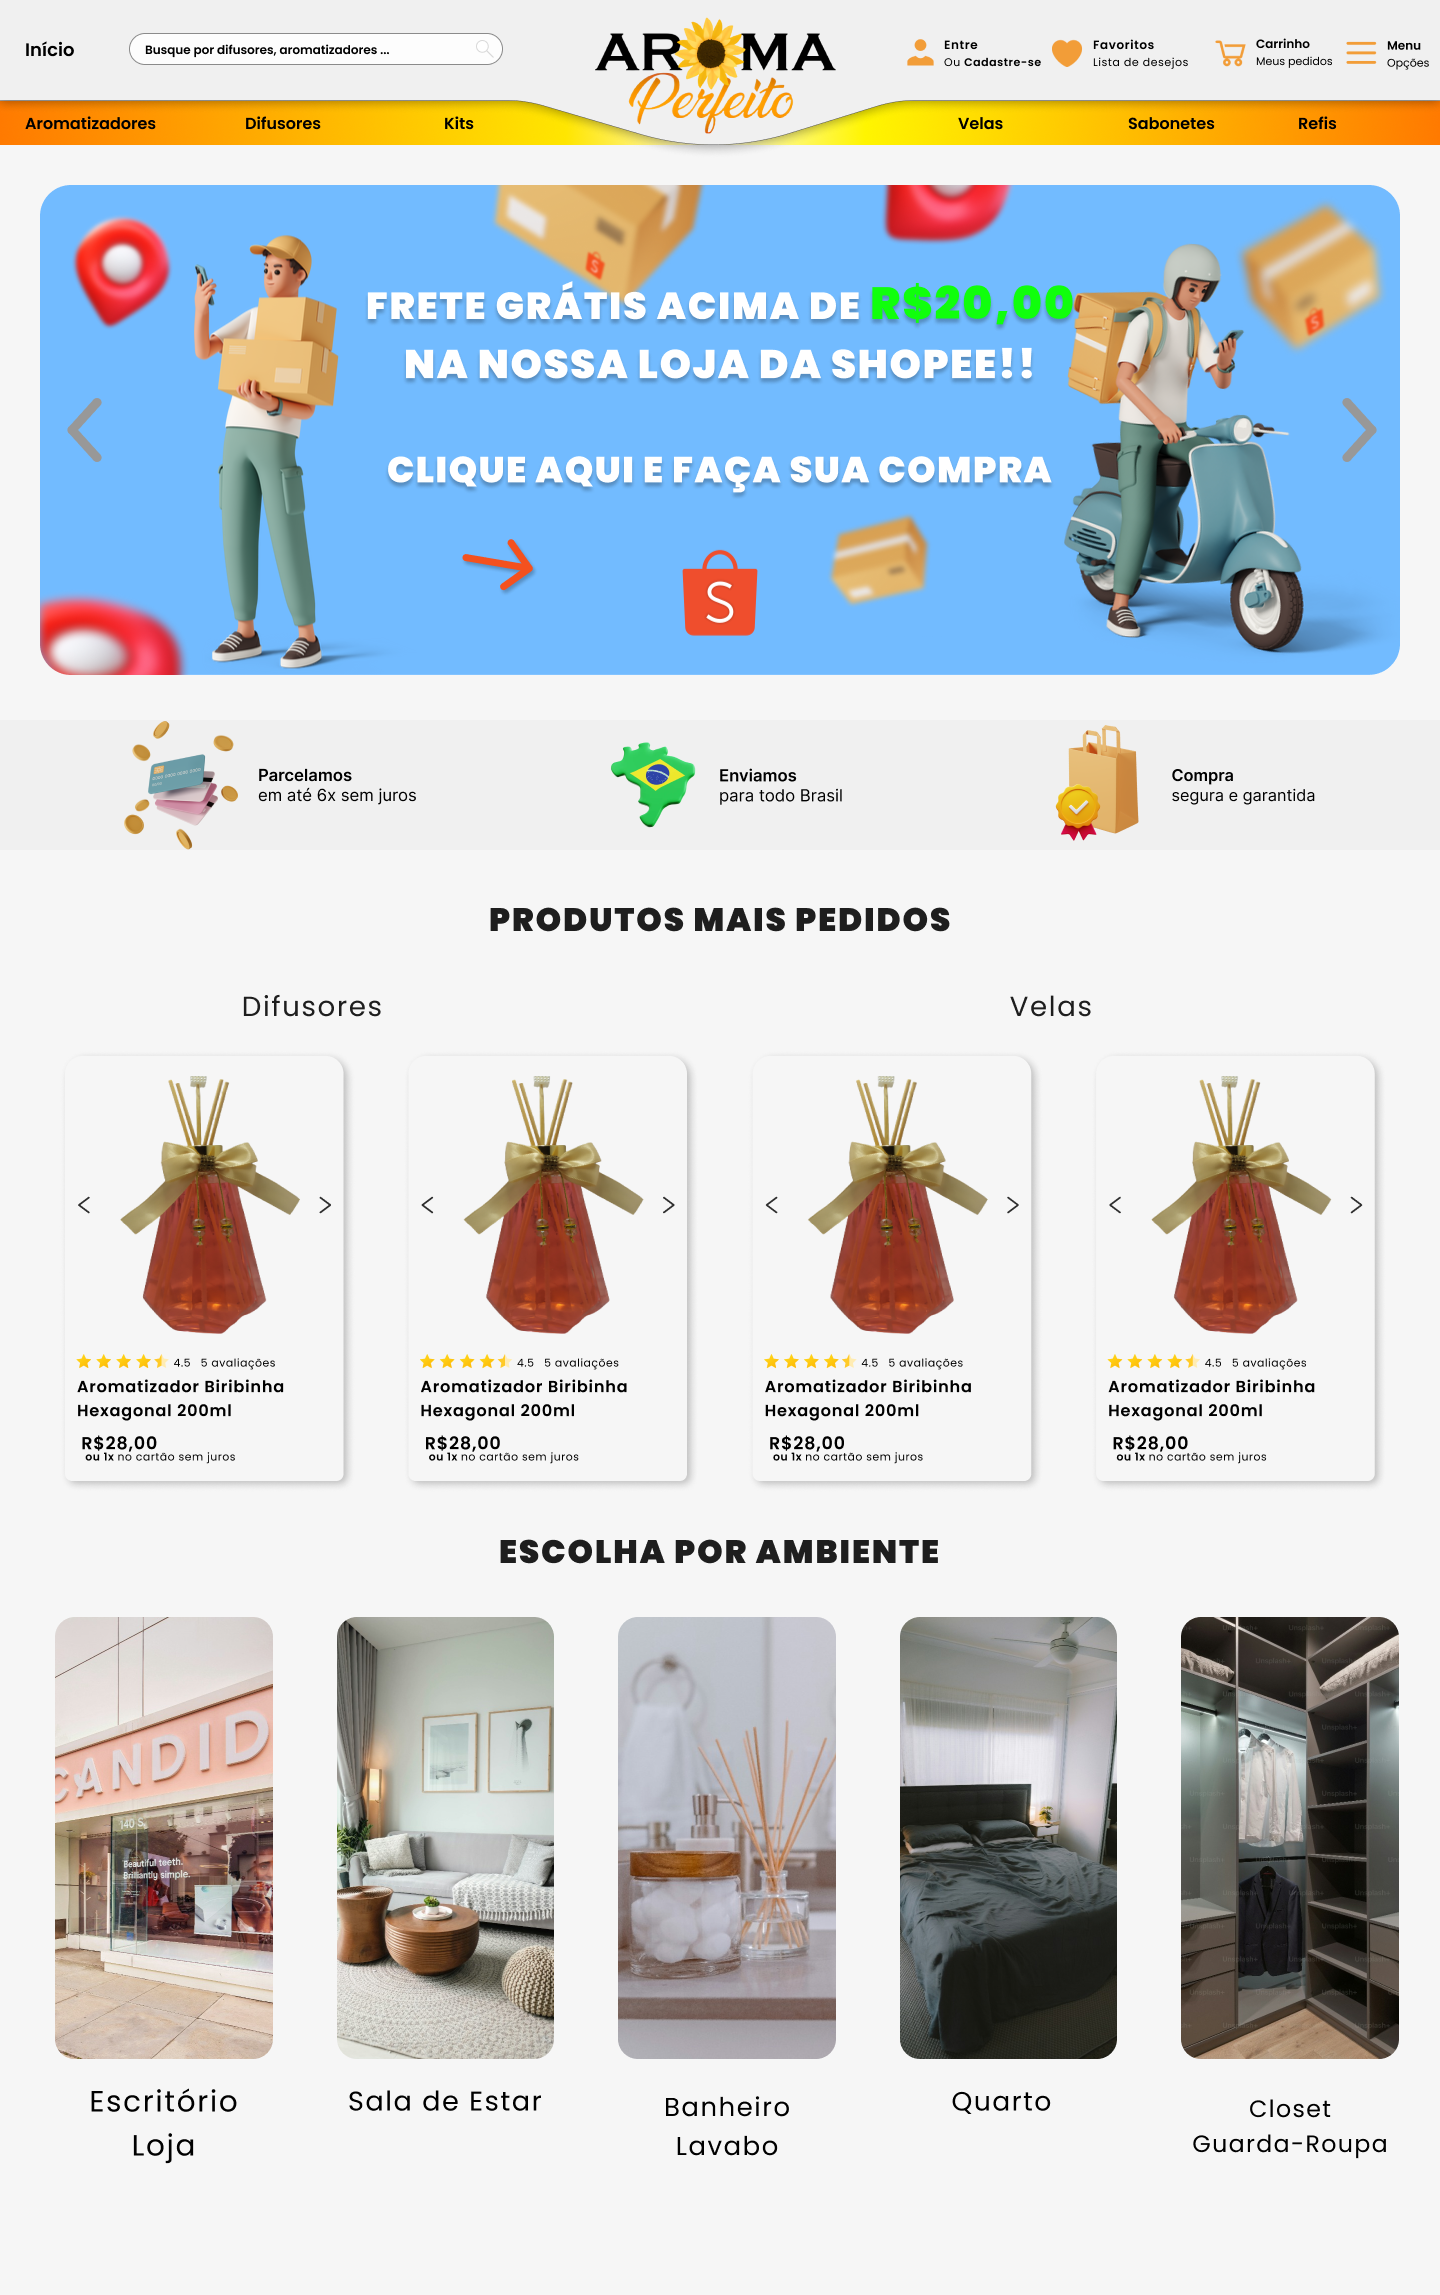 Início
Busque por difusores, aromatizadores ...
AROMA
Perfeito
Entre
Ou Cadastre-se
Favoritos
Lista de desejos
Carrinho
Meus pedidos
Menu
Opções
Aromatizadores
Difusores
Kits
Velas
Sabonetes
Refis
FRETE GRÁTIS ACIMA DE R$20,00
NA NOSSA LOJA DA SHOPEE!!
CLIQUE AQUI E FAÇA SUA COMPRA
S
Parcelamos
em até 6x sem juros
Enviamos
para todo Brasil
Compra
segura e garantida
PRODUTOS MAIS PEDIDOS
Difusores
Velas
4.5 5 avaliações
Aromatizador Biribinha
Hexagonal 200ml
R$28,00
ou 1x no cartão sem juros
4.5 5 avaliações
Aromatizador Biribinha
Hexagonal 200ml
R$28,00
ou 1x no cartão sem juros
4.5 5 avaliações
Aromatizador Biribinha
Hexagonal 200ml
R$28,00
ou 1x no cartão sem juros
4.5 5 avaliações
Aromatizador Biribinha
Hexagonal 200ml
R$28,00
ou 1x no cartão sem juros
ESCOLHA POR AMBIENTE
CANDID
140 S
Beautiful teeth.
Brilliantly simple.
Escritório
Loja
Sala de Estar
Banheiro
Lavabo
Quarto
Closet
Guarda-Roupa